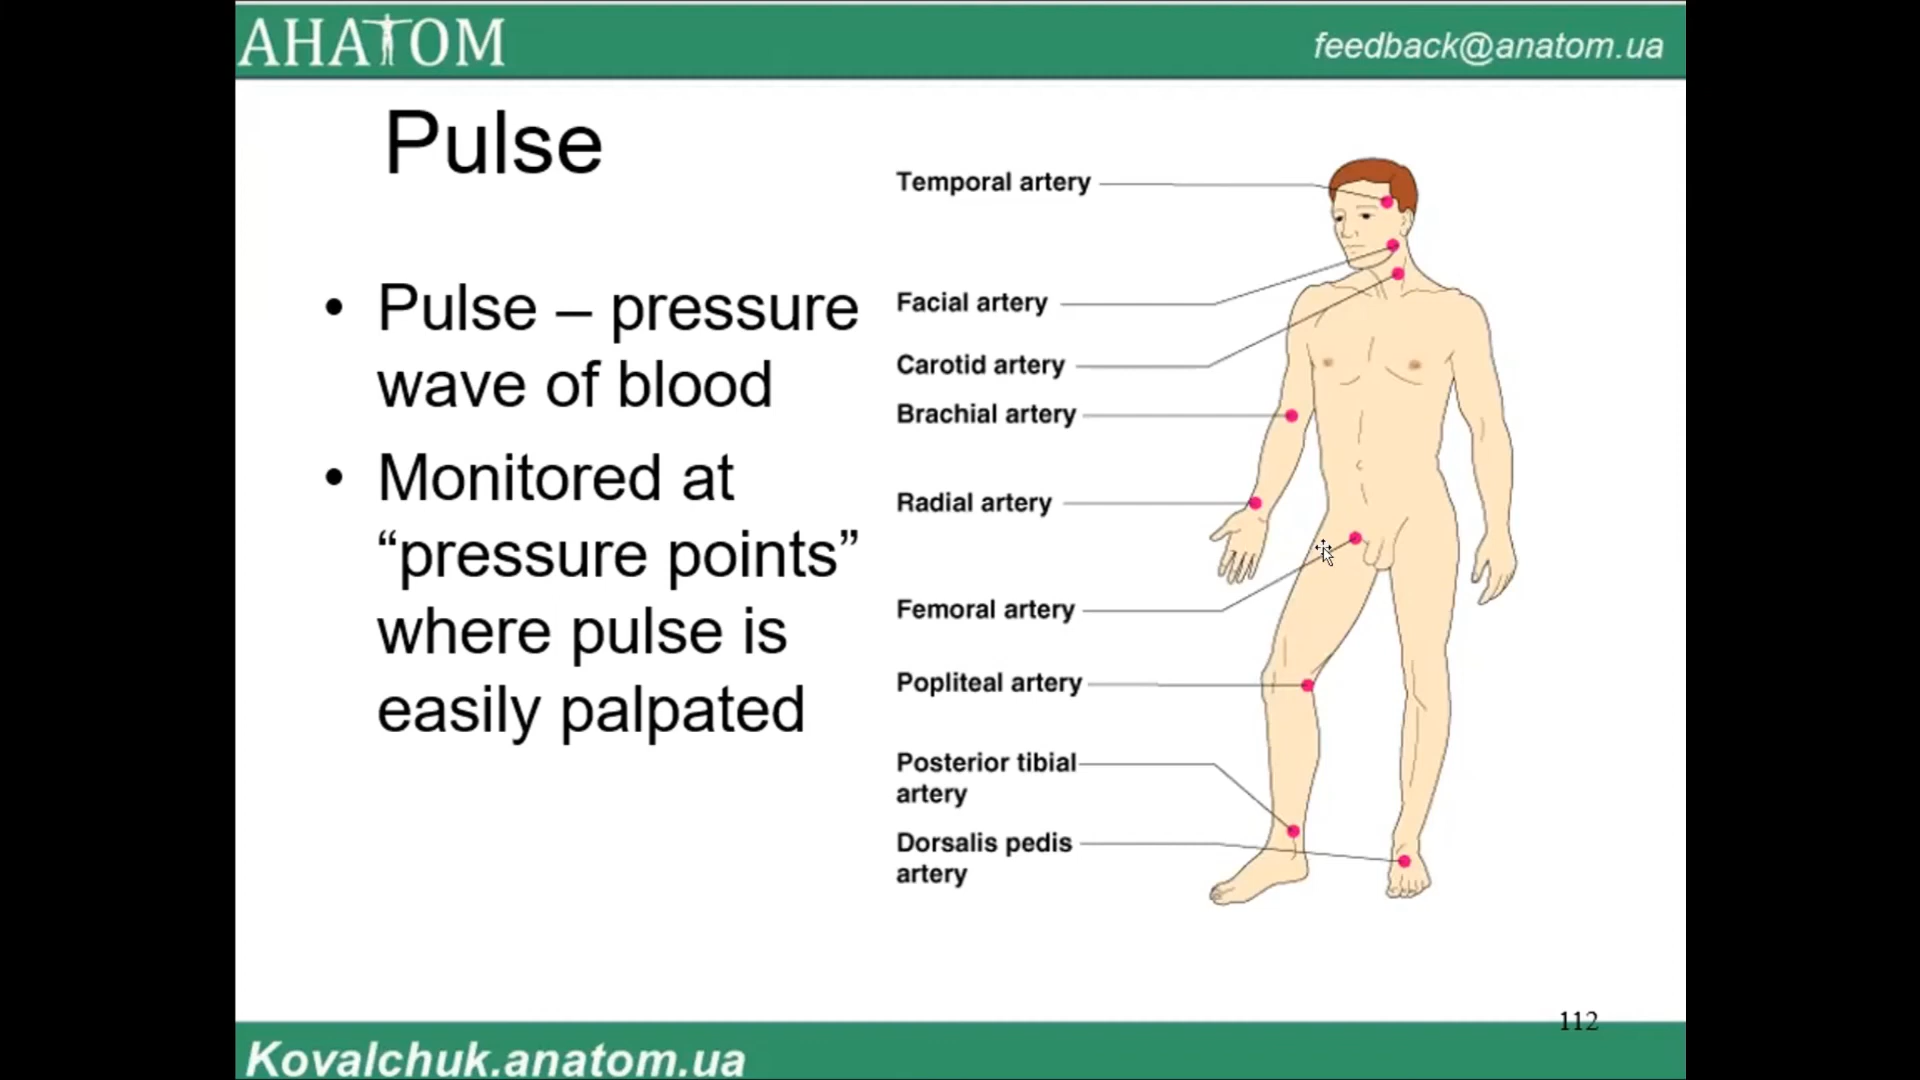 АНАТОМ
feedback@anatom.ua
Pulse
• Pulse – pressure
wave of blood
• Monitored at
“pressure points”
where pulse is
easily palpated
Temporal artery
Facial artery
Carotid artery
Brachial artery
Radial artery
Femoral artery
Popliteal artery
Posterior tibial
artery
Dorsalis pedis
artery
112
Kovalchuk.anatom.ua